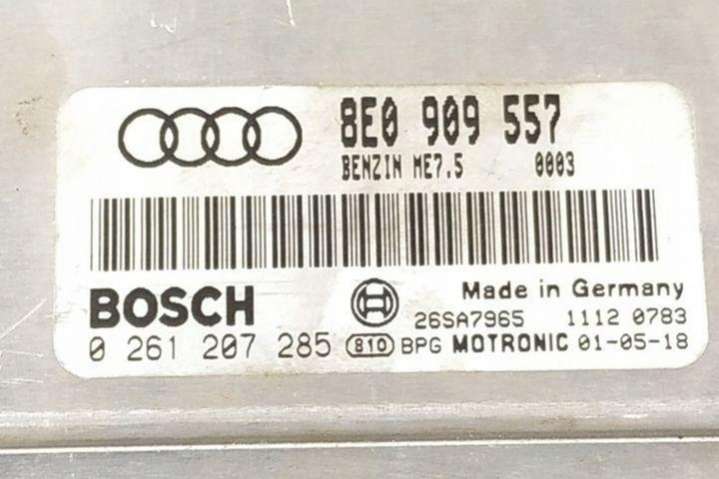 8E0 909 557
BENZIN ME7.5 0003
BOSCH
Made in Germany
26SA7965 1112 0783
0 261 207 285 810 BPG MOTRONIC 01-05-18